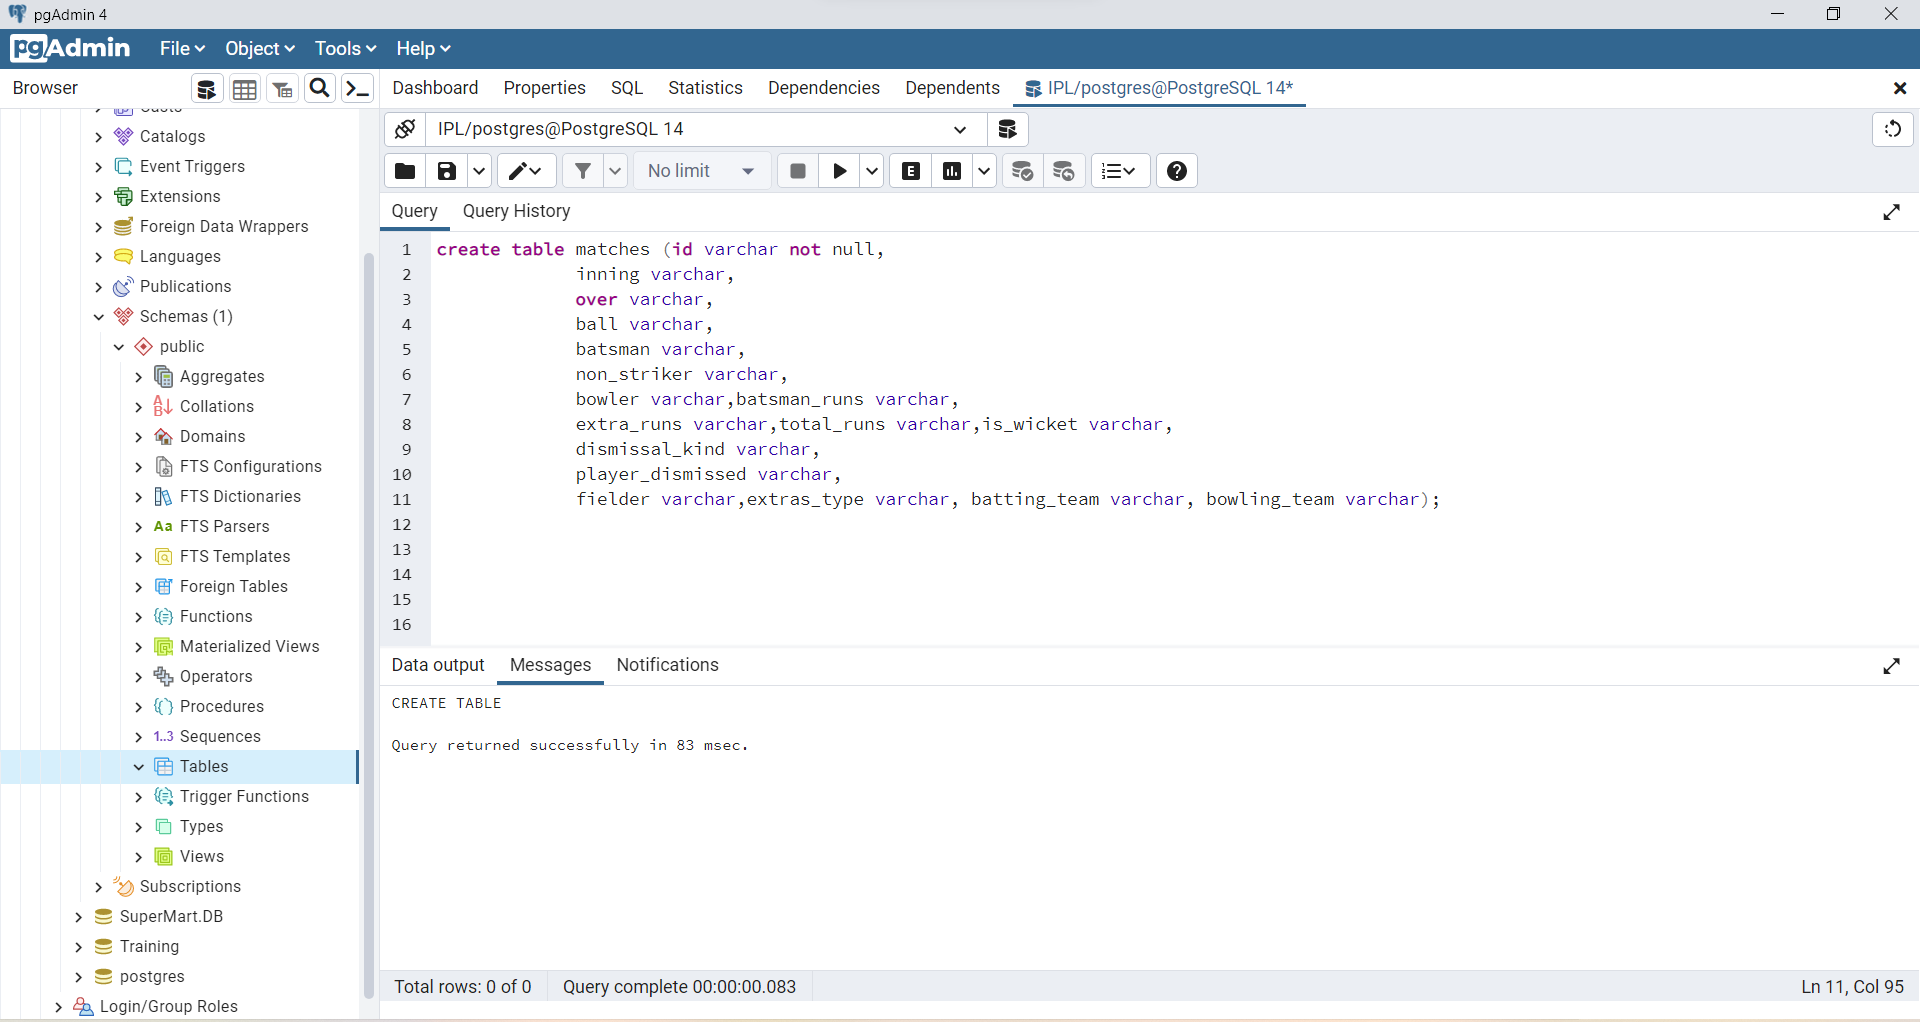 pgAdmin 4
pgAdmin File Object Tools Help
Browser
Dashboard Properties SQL Statistics Dependencies Dependents IPL/postgres@PostgreSQL 14*
IPL/postgres@PostgreSQL 14
No limit
E
Query Query History
Catalogs
Event Triggers
Extensions
Foreign Data Wrappers
Languages
Publications
Schemas (1)
public
Aggregates
Collations
Domains
FTS Configurations
FTS Dictionaries
Aa FTS Parsers
FTS Templates
Foreign Tables
Functions
Materialized Views
Operators
Procedures
1..3 Sequences
Tables
Trigger Functions
Types
Views
Subscriptions
SuperMart.DB
Training
postgres
Login/Group Roles
1 create table matches (id varchar not null,
2 inning varchar,
3 over varchar,
4 ball varchar,
5 batsman varchar,
6 non_striker varchar,
7 bowler varchar,batsman_runs varchar,
8 extra_runs varchar,total_runs varchar,is_wicket varchar,
9 dismissal_kind varchar,
10 player_dismissed varchar,
11 fielder varchar,extras_type varchar, batting_team varchar, bowling_team varchar);
12
13
14
15
16
Data output Messages Notifications
CREATE TABLE
Query returned successfully in 83 msec.
Total rows: 0 of 0 Query complete 00:00:00.083 Ln 11, Col 95